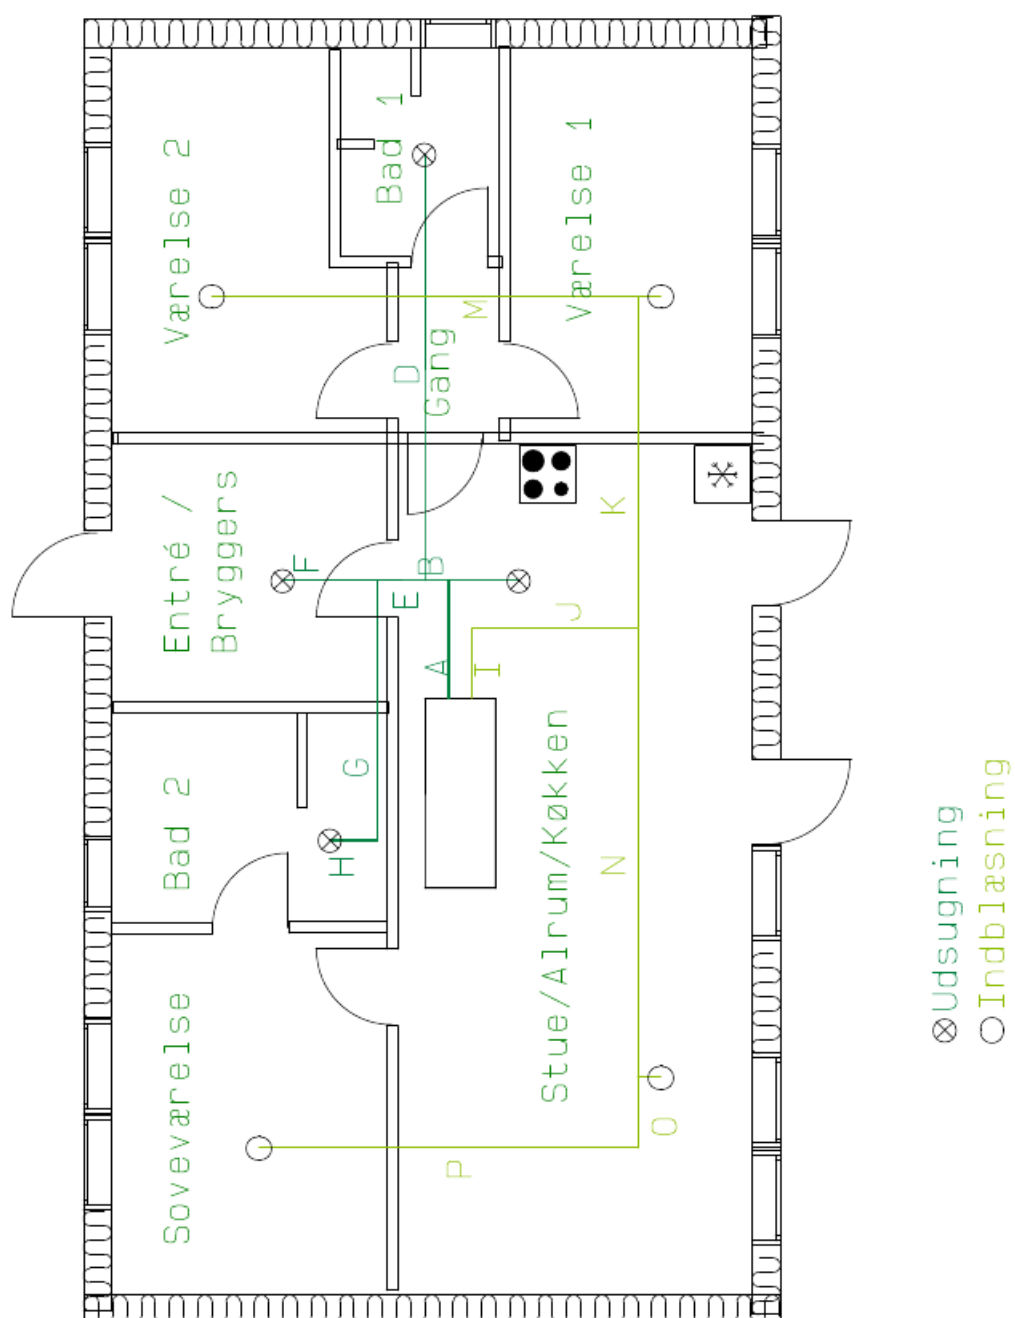 Værelse 2
Bad 1
Værelse 1
M
D
Gang
K
Entré /
Bryggers
F
B
E
J
A
I
G
Bad 2
H
N
Stue/Alrum/Køkken
Soveværelse
O
P
Udsugning
Indblæsning